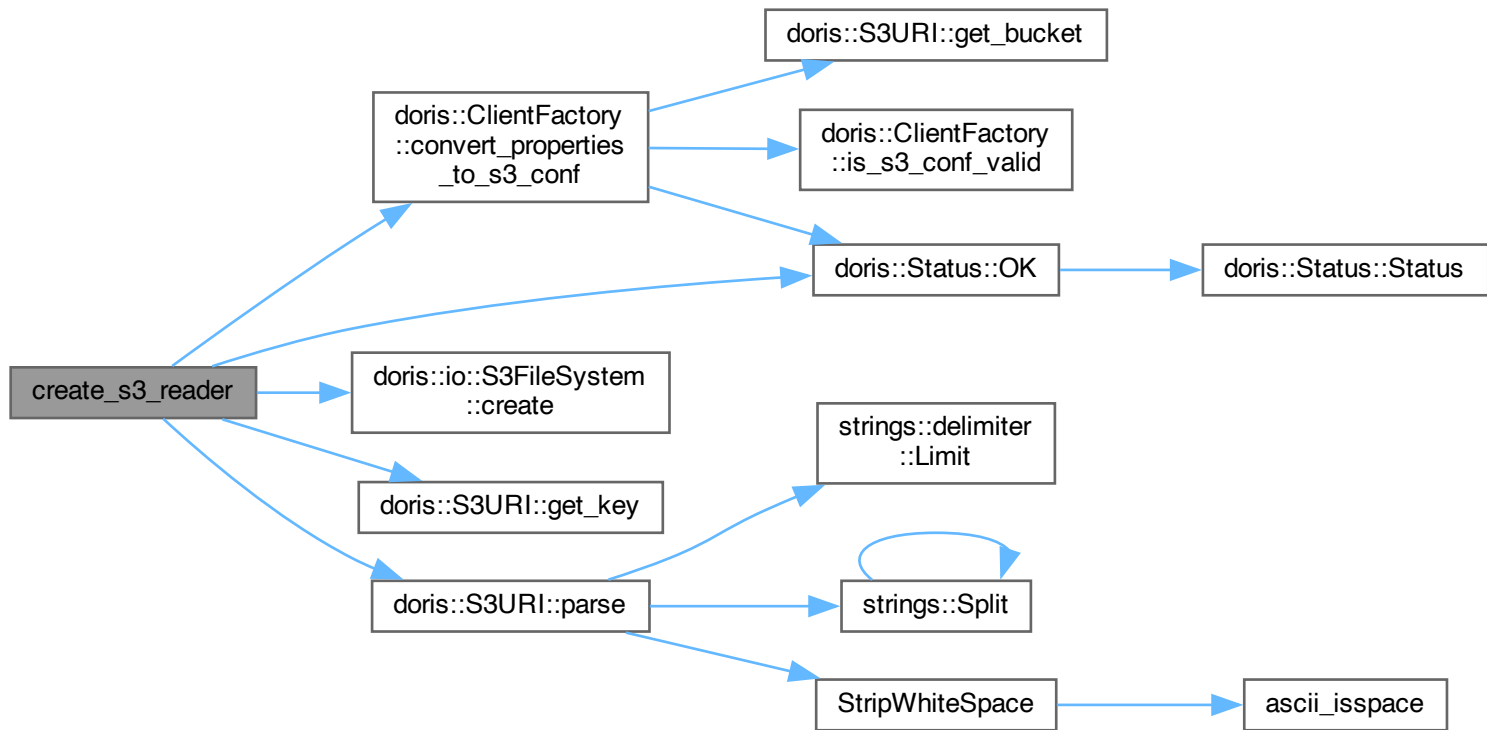 doris::S3URI::get_bucket
doris::ClientFactory
::convert_properties
_to_s3_conf
doris::ClientFactory
::is_s3_conf_valid
doris::Status::OK
doris::Status::Status
create_s3_reader
doris::io::S3FileSystem
::create
strings::delimiter
::Limit
doris::S3URI::get_key
doris::S3URI::parse
strings::Split
StripWhiteSpace
ascii_isspace